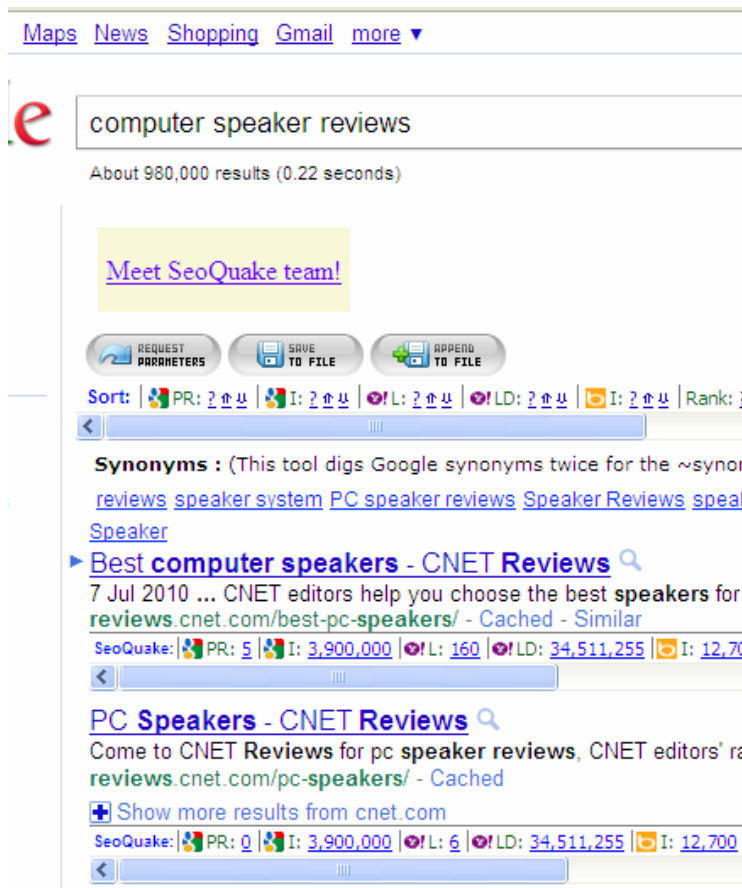 Maps News Shopping Gmail more ▼
le
computer speaker reviews
About 980,000 results (0.22 seconds)
Meet SeoQuake team!
REQUEST PARAMETERS SAVE TO FILE APPEND TO FILE
Sort: PR: ? ⇑ ⇓ I: ? ⇑ ⇓ Y! L: ? ⇑ ⇓ Y! LD: ? ⇑ ⇓ b I: ? ⇑ ⇓ Rank:
Synonyms : (This tool digs Google synonyms twice for the
reviews speaker system PC speaker reviews Speaker Reviews
Speaker
Best computer speakers - CNET Reviews
7 Jul 2010 ... CNET editors help you choose the best speakers for
reviews.cnet.com/best-pc-speakers/ - Cached - Similar
SeoQuake: PR: 5 I: 3,900,000 Y! L: 160 Y! LD: 34,511,255 b I: 12,70
PC Speakers - CNET Reviews
Come to CNET Reviews for pc speaker reviews, CNET editors'
reviews.cnet.com/pc-speakers/ - Cached
Show more results from cnet.com
SeoQuake: PR: 0 I: 3,900,000 Y! L: 6 Y! LD: 34,511,255 b I: 12,700